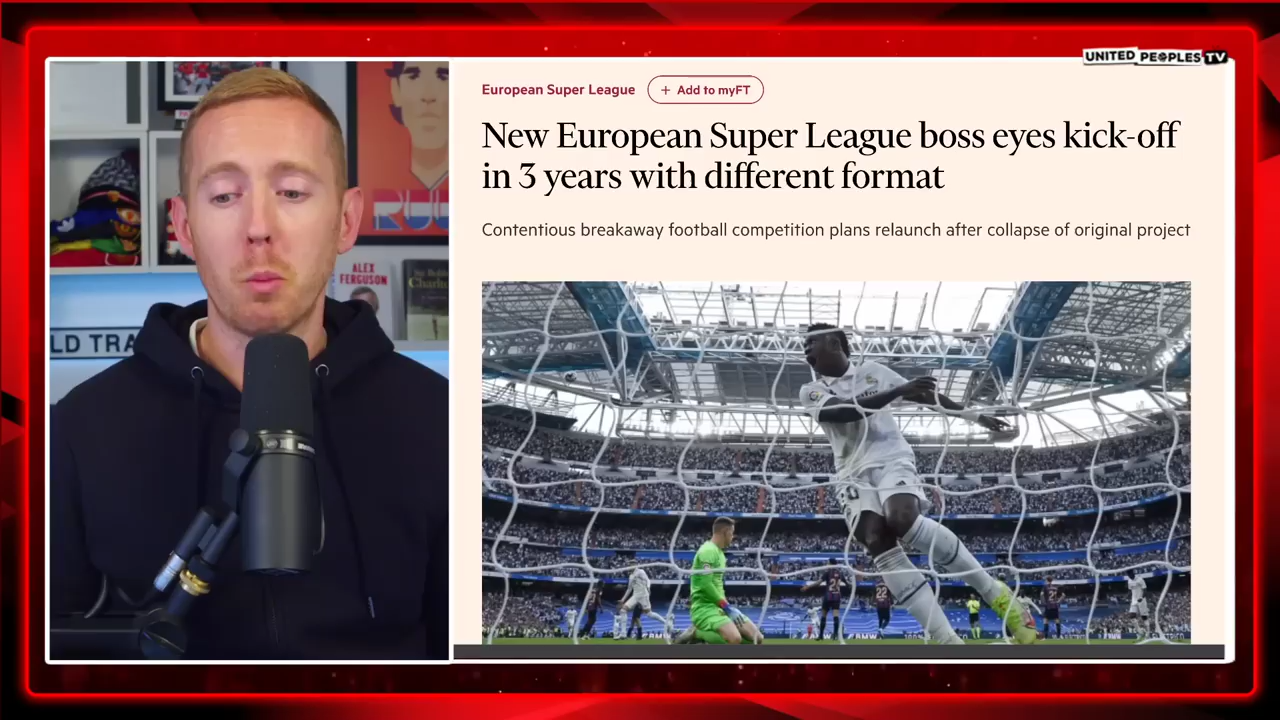 UNITED PEOPLES TV
European Super League
+ Add to myFT
New European Super League boss eyes kick-off
in 3 years with different format
Contentious breakaway football competition plans relaunch after collapse of original project
ALEX
FERGUSON
LD TRA
22